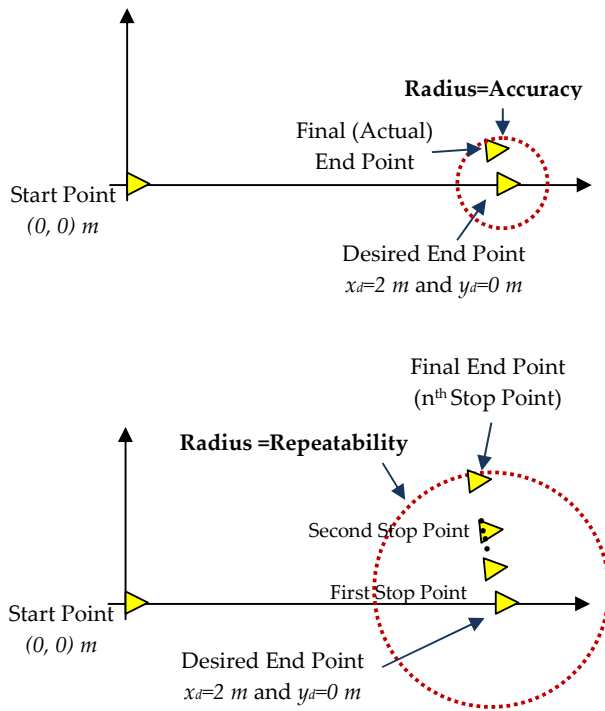 Radius=Accuracy
Final (Actual)
End Point
Start Point
(0, 0) m
Desired End Point
xd=2 m and yd=0 m
Final End Point
(nth Stop Point)
Radius =Repeatability
Second Stop Point
First Stop Point
Start Point
(0, 0) m
Desired End Point
xd=2 m and yd=0 m